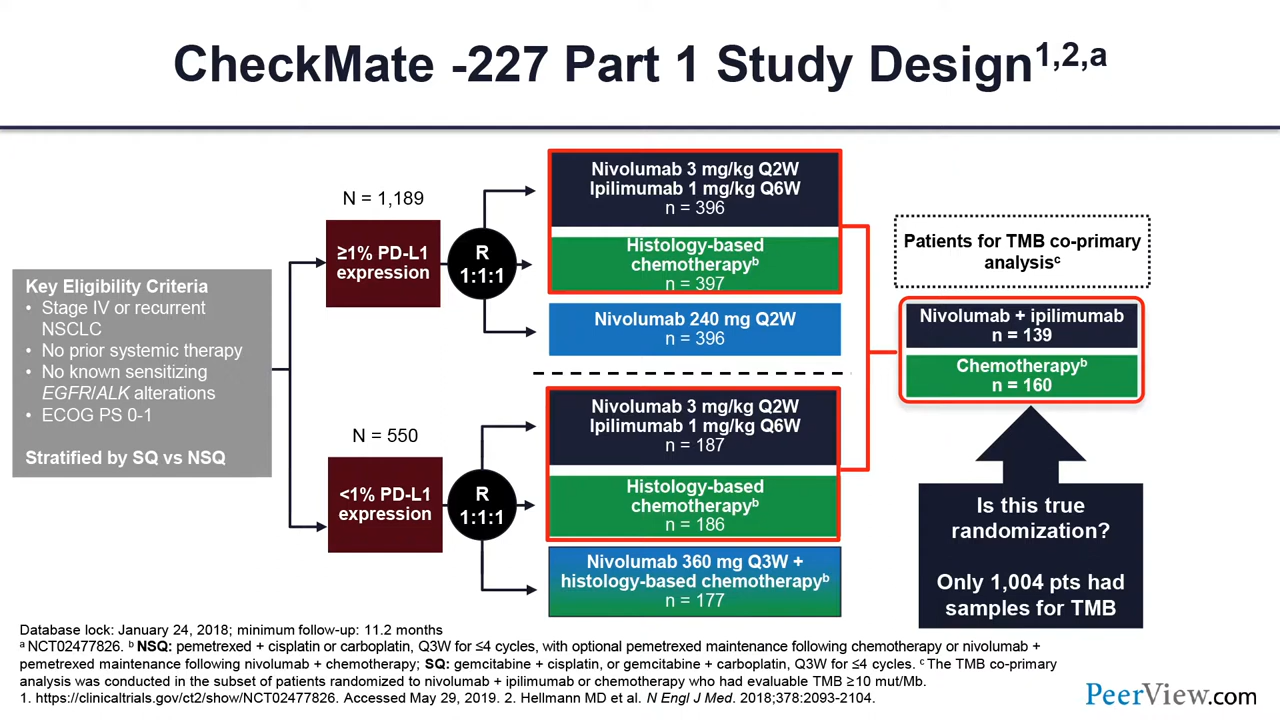 CheckMate -227 Part 1 Study Design1,2,a
Key Eligibility Criteria
• Stage IV or recurrent
NSCLC
• No prior systemic therapy
• No known sensitizing
EGFR/ALK alterations
• ECOG PS 0-1
Stratified by SQ vs NSQ
N = 1,189
≥1% PD-L1
expression
R
1:1:1
Nivolumab 3 mg/kg Q2W
Ipilimumab 1 mg/kg Q6W
n = 396
Histology-based
chemotherapyb
n = 397
Nivolumab 240 mg Q2W
n = 396
N = 550
<1% PD-L1
expression
R
1:1:1
Nivolumab 3 mg/kg Q2W
Ipilimumab 1 mg/kg Q6W
n = 187
Histology-based
chemotherapyb
n = 186
Nivolumab 360 mg Q3W +
histology-based chemotherapyb
n = 177
Patients for TMB co-primary
analysisc
Nivolumab + ipilimumab
n = 139
Chemotherapyb
n = 160
Is this true
randomization?
Only 1,004 pts had
samples for TMB
Database lock: January 24, 2018; minimum follow-up: 11.2 months
a NCT02477826. b NSQ: pemetrexed + cisplatin or carboplatin, Q3W for ≤4 cycles, with optional pemetrexed maintenance following chemotherapy or nivolumab +
pemetrexed maintenance following nivolumab + chemotherapy; SQ: gemcitabine + cisplatin, or gemcitabine + carboplatin, Q3W for ≤4 cycles. c The TMB co-primary
analysis was conducted in the subset of patients randomized to nivolumab + ipilimumab or chemotherapy who had evaluable TMB ≥10 mut/Mb.
1. https://clinicaltrials.gov/ct2/show/NCT02477826. Accessed May 29, 2019. 2. Hellmann MD et al. N Engl J Med. 2018;378:2093-2104.
PeerView.com